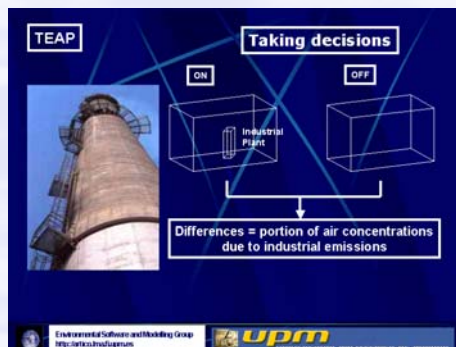 TEAP
Taking decisions
ON
OFF
Industrial
Plant
Differences = portion of air concentrations
due to industrial emissions
Environmental Software and Modelling Group
upm